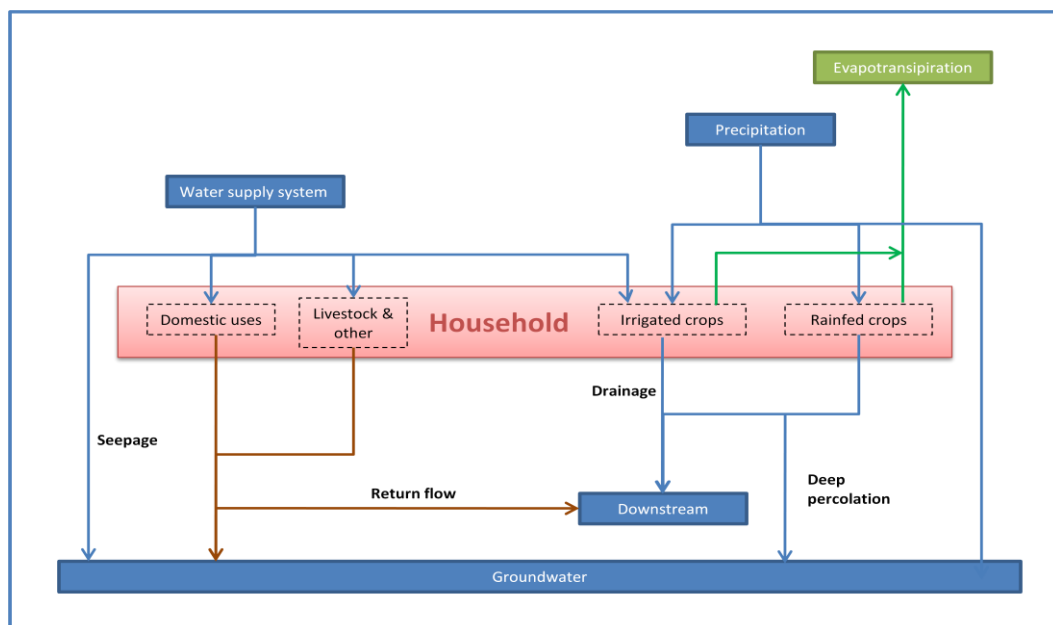 Evapotransipiration
Precipitation
Water supply system
Domestic uses
Livestock &
other
Household
Irrigated crops
Rainfed crops
Drainage
Seepage
Return flow
Downstream
Deep
percolation
Groundwater